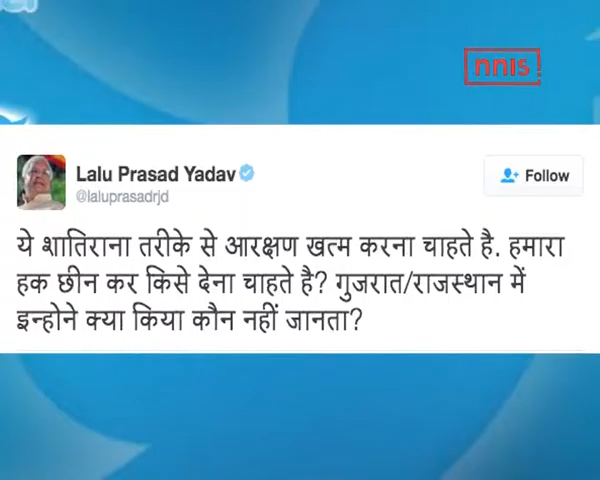 nnis
Lalu Prasad Yadav
@laluprasadrjd
Follow
ये शातिराना तरीके से आरक्षण खत्म करना चाहते है. हमारा
हक छीन कर किसे देना चाहते है? गुजरात/राजस्थान में
इन्होने क्या किया कौन नहीं जानता?